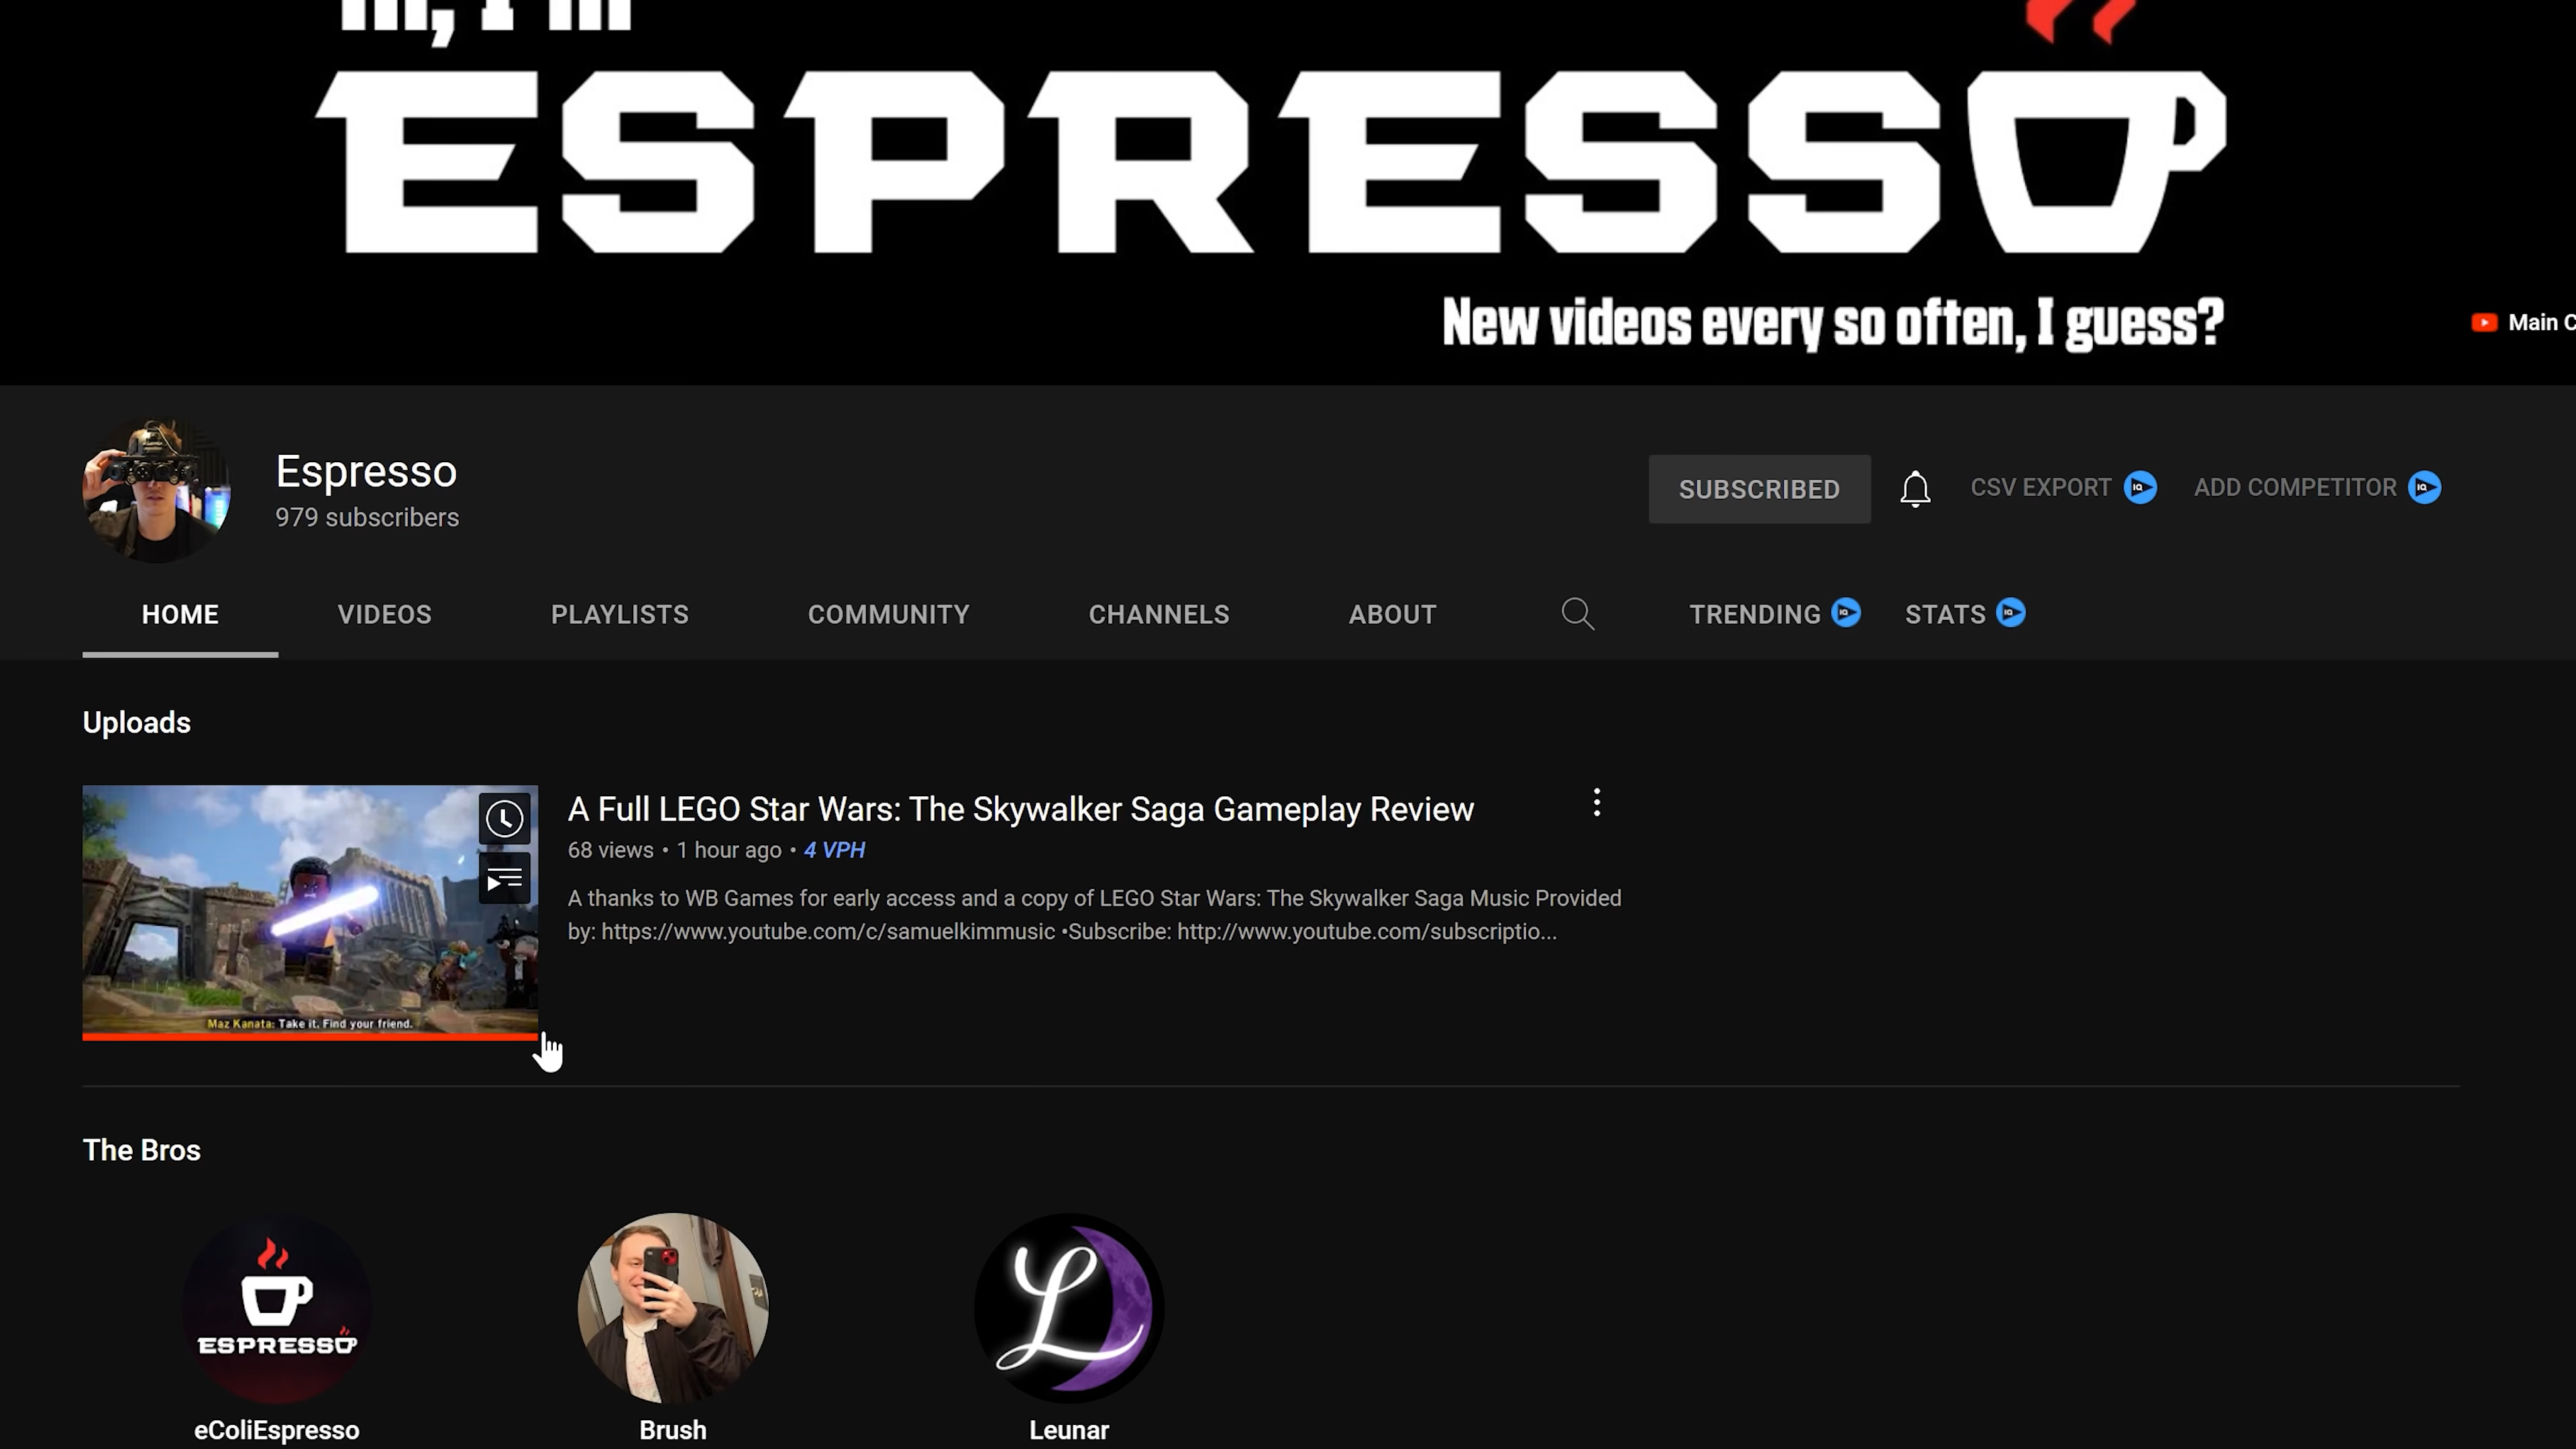 ESPRESSO
New videos every so often, I guess?
Main C
Espresso
979 subscribers
SUBSCRIBED
CSV EXPORT
ADD COMPETITOR
HOME
VIDEOS
PLAYLISTS
COMMUNITY
CHANNELS
ABOUT
TRENDING
STATS
Uploads
A Full LEGO Star Wars: The Skywalker Saga Gameplay Review
68 views • 1 hour ago • 4 VPH
A thanks to WB Games for early access and a copy of LEGO Star Wars: The Skywalker Saga Music Provided
by: https://www.youtube.com/c/samuelkimmusic •Subscribe: http://www.youtube.com/subscriptio...
Maz Kanata: Take it. Find your friend.
The Bros
ESPRESSO
L
eColiEspresso
Brush
Leunar